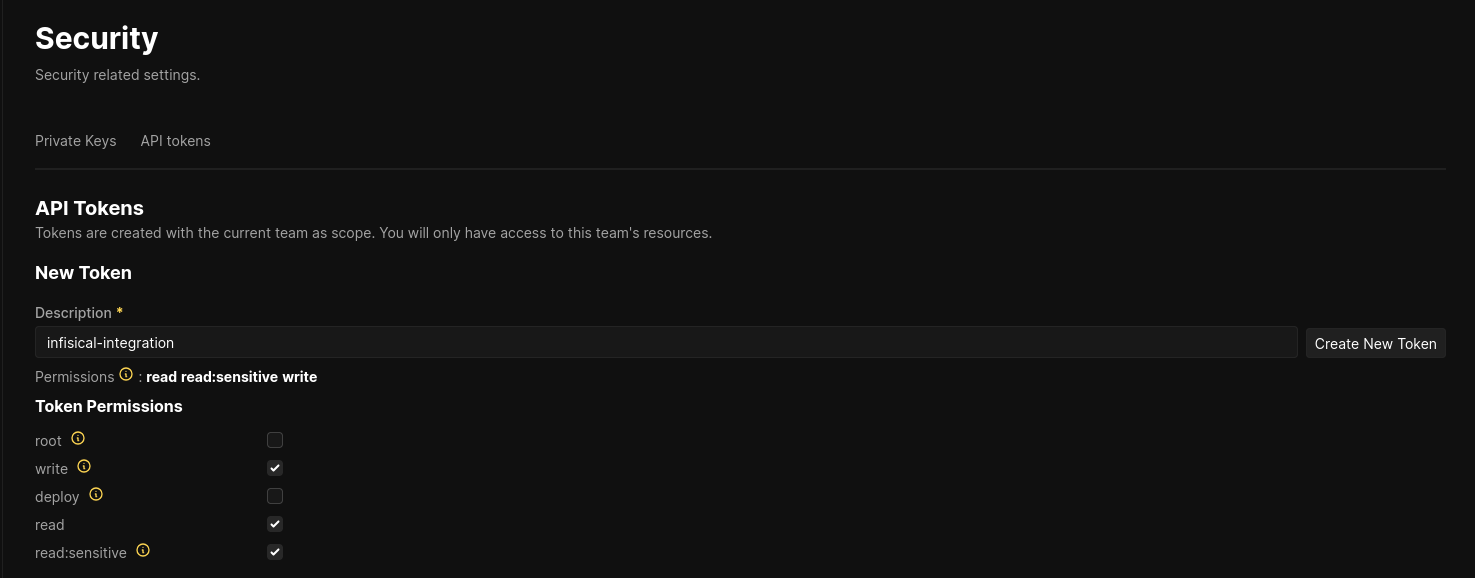 Security
Security related settings.
Private Keys API tokens
API Tokens
Tokens are created with the current team as scope. You will only have access to this team's resources.
New Token
Description *
infisical-integration Create New Token
Permissions : read read:sensitive write
Token Permissions
root
write
deploy
read
read:sensitive